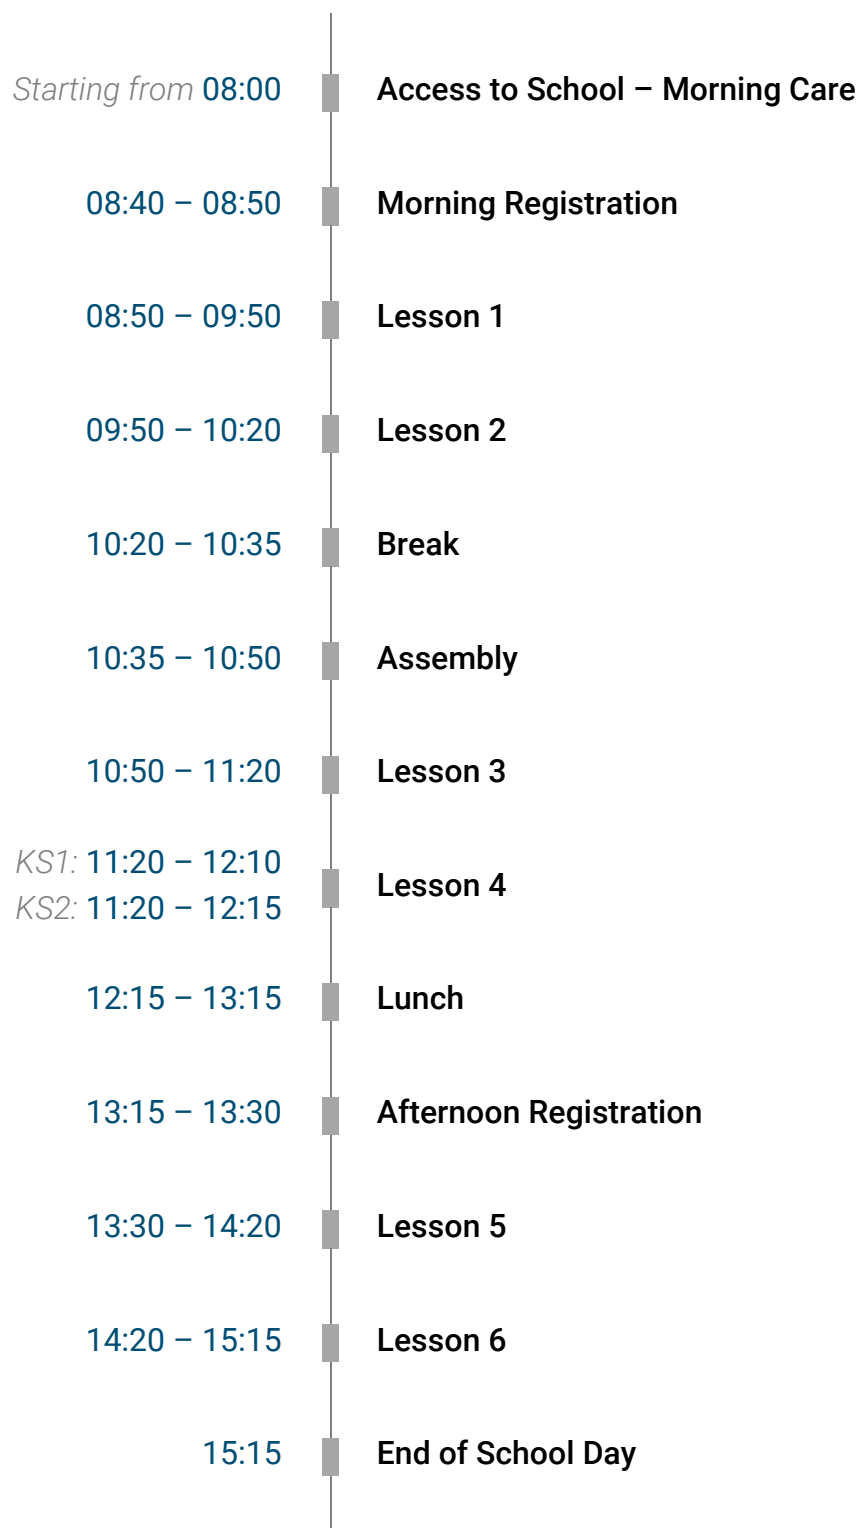 Starting from 08:00 Access to School – Morning Care
08:40 – 08:50 Morning Registration
08:50 – 09:50 Lesson 1
09:50 – 10:20 Lesson 2
10:20 – 10:35 Break
10:35 – 10:50 Assembly
10:50 – 11:20 Lesson 3
KS1: 11:20 – 12:10
KS2: 11:20 – 12:15
Lesson 4
12:15 – 13:15 Lunch
13:15 – 13:30 Afternoon Registration
13:30 – 14:20 Lesson 5
14:20 – 15:15 Lesson 6
15:15 End of School Day